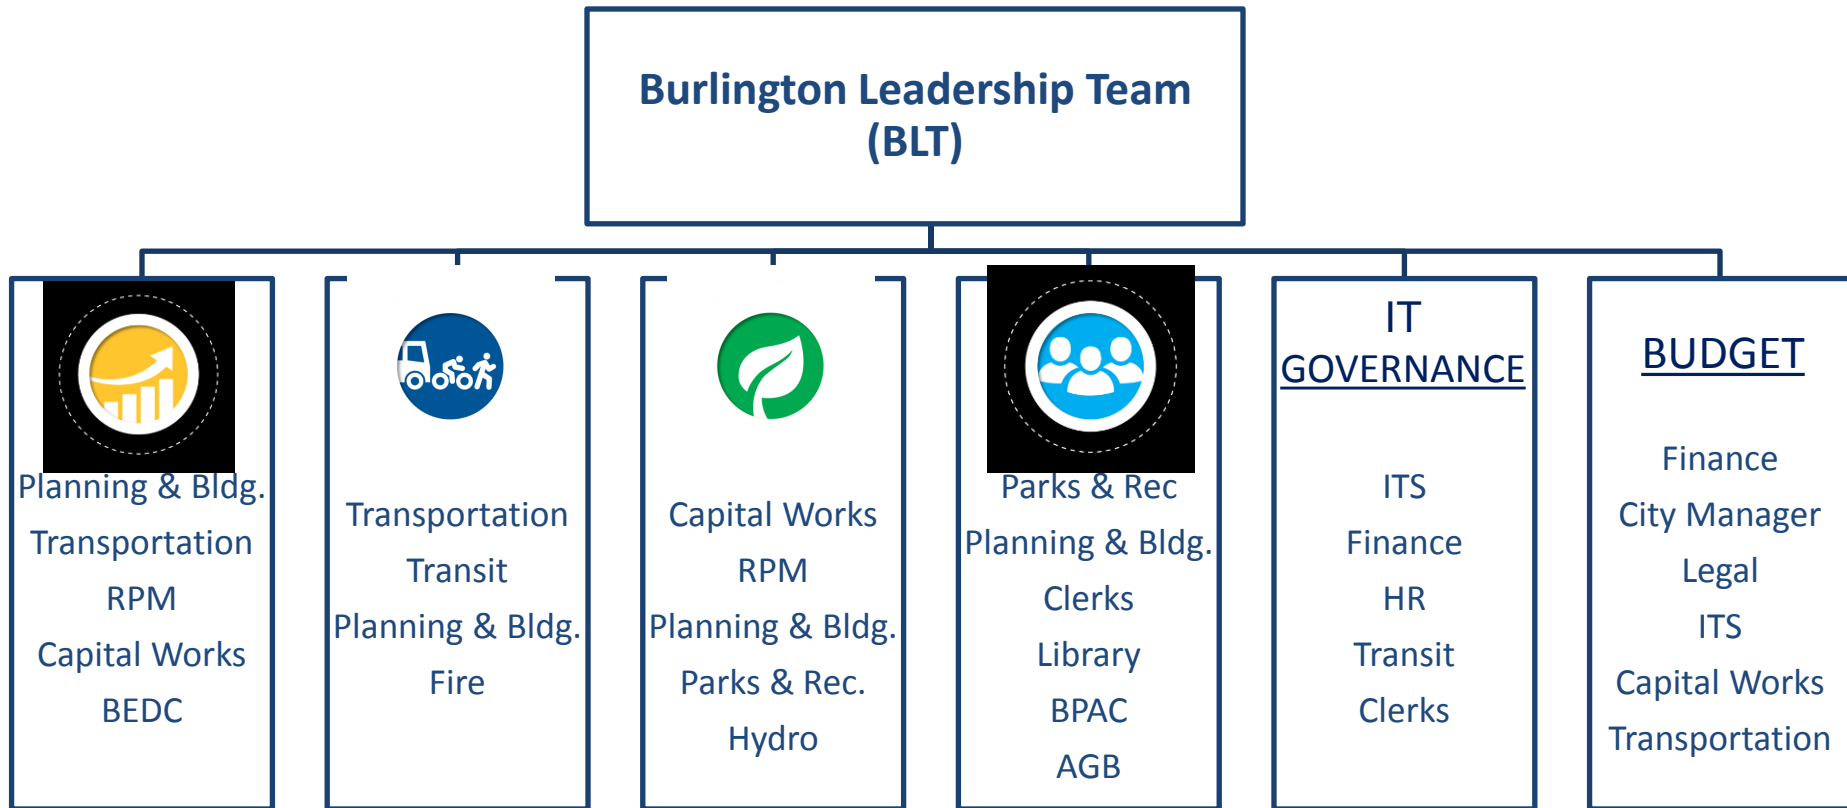 Burlington Leadership Team
(BLT)
Planning & Bldg.
Transportation
RPM
Capital Works
BEDC
Transportation
Transit
Planning & Bldg.
Fire
Capital Works
RPM
Planning & Bldg.
Parks & Rec.
Hydro
Parks & Rec
Planning & Bldg.
Clerks
Library
BPAC
AGB
IT
GOVERNANCE
ITS
Finance
HR
Transit
Clerks
BUDGET
Finance
City Manager
Legal
ITS
Capital Works
Transportation